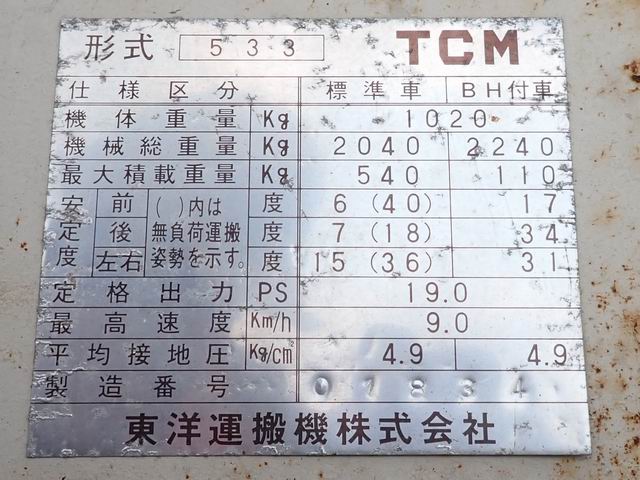 形式 533 TCM
仕様区分 標準車 BH付車
機体重量 Kg 1020
機械総重量 Kg 2040 2240
最大積載重量 Kg 540 110
安定度 前 ( )内は 度 6 (40) 17
後 無負荷運搬 度 7 (18) 34
左右 姿勢を示す。 度 15 (36) 31
定格出力 PS 19.0
最高速度 Km/h 9.0
平均接地圧 Kg/cm² 4.9 4.9
製造番号 01834
東洋運搬機株式会社